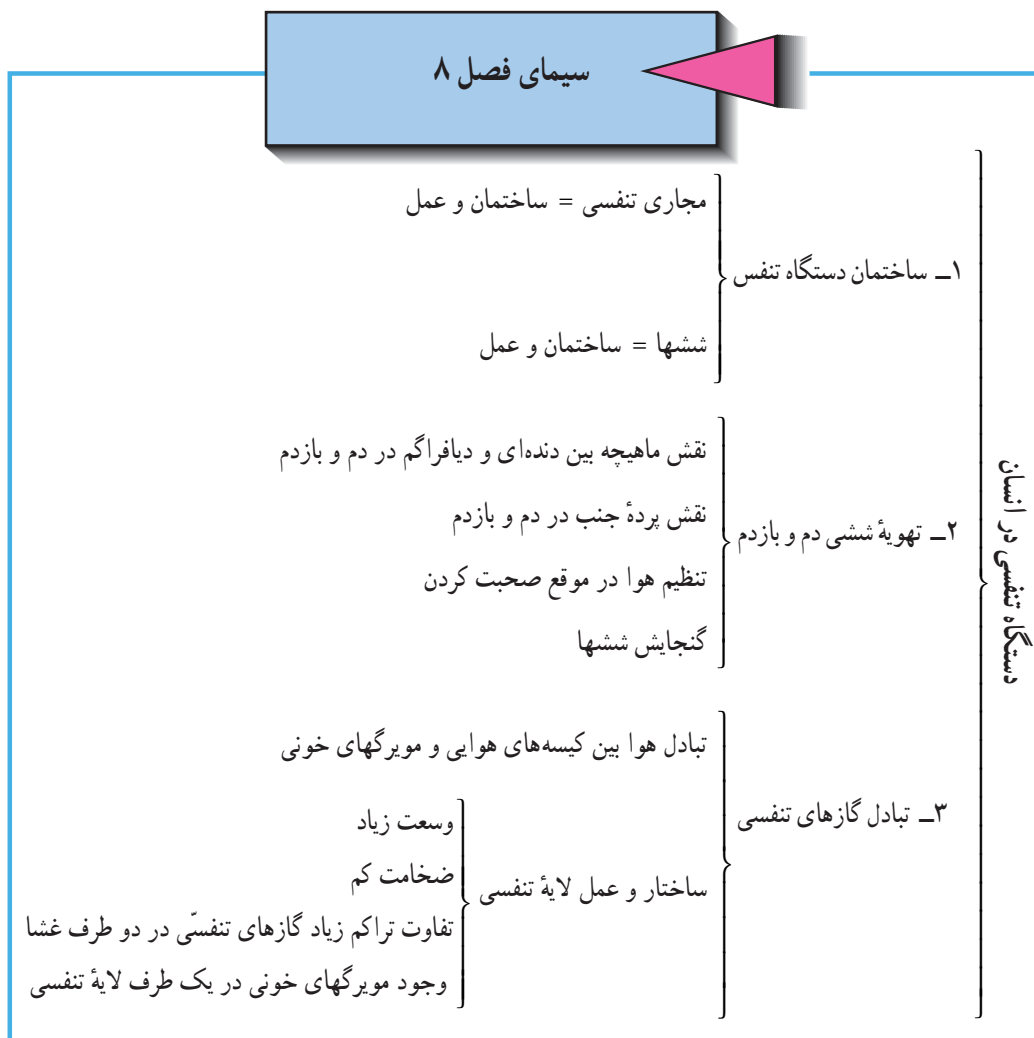 سیمای فصل ۸
دستگاه تنفسی در انسان
۱ــ ساختمان دستگاه تنفس
مجاری تنفسی = ساختمان و عمل
ششها = ساختمان و عمل
۲ــ تهویهٔ ششی دم و بازدم
نقش ماهیچه بین دنده‌ای و دیافراگم در دم و بازدم
نقش پردهٔ جنب در دم و بازدم
تنظیم هوا در موقع صحبت کردن
گنجایش ششها
۳ــ تبادل گازهای تنفسی
تبادل هوا بین کیسه‌های هوایی و مویرگهای خونی
ساختار و عمل لایهٔ تنفسی
وسعت زیاد
ضخامت کم
تفاوت تراکم زیاد گازهای تنفسّی در دو طرف غشا
وجود مویرگهای خونی در یک طرف لایهٔ تنفسی